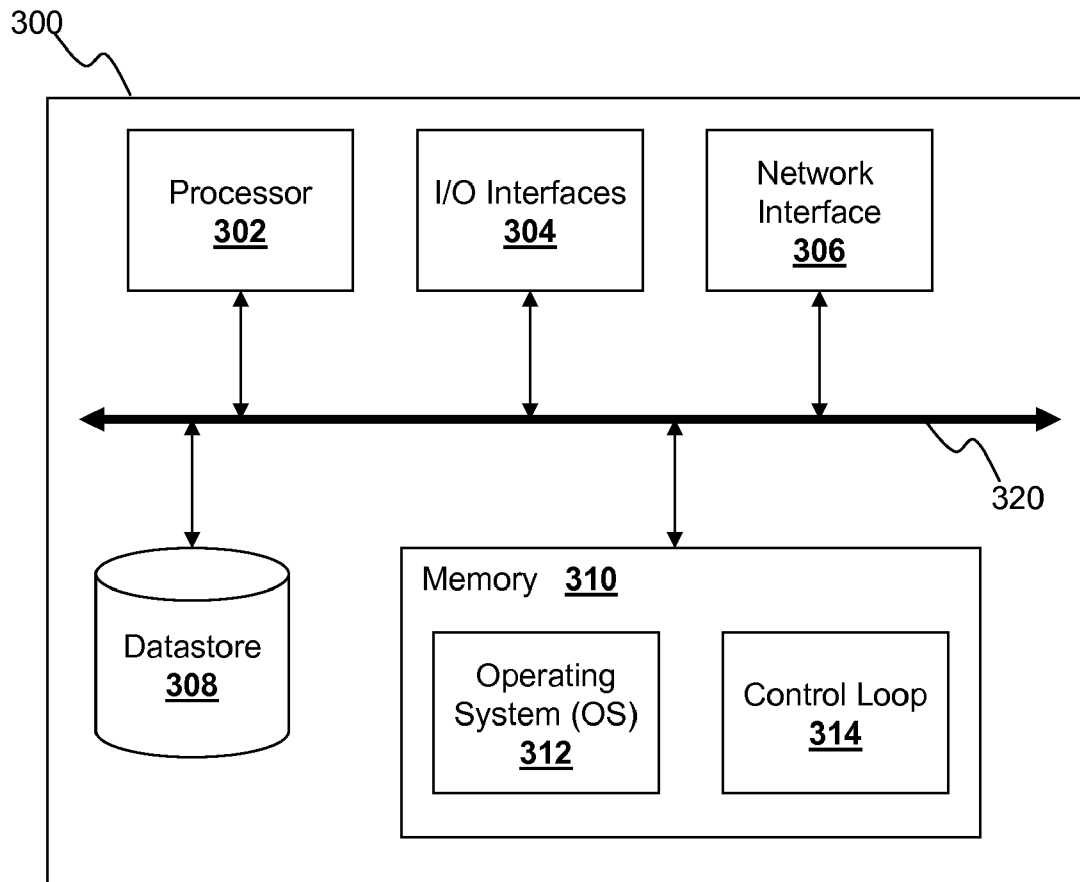 300
Processor
302
I/O Interfaces
304
Network
Interface
306
320
Datastore
308
Memory 310
Operating
System (OS)
312
Control Loop
314